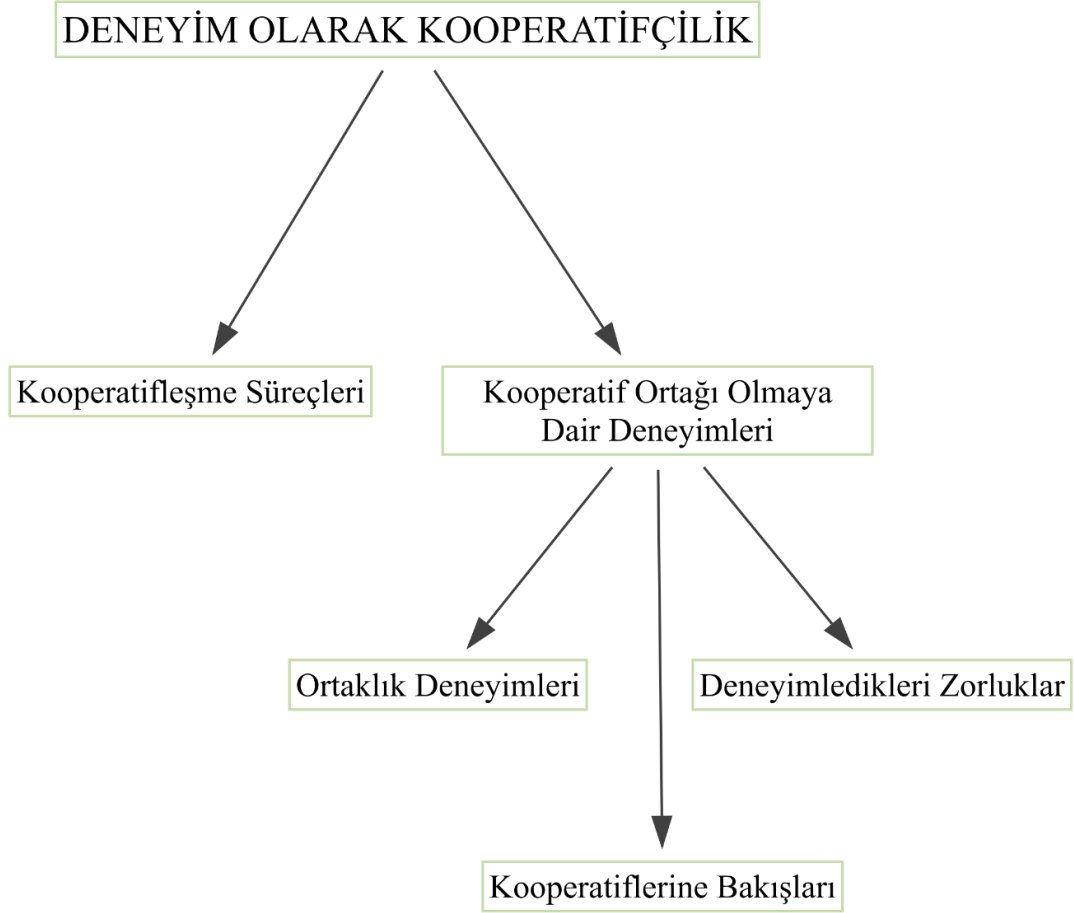 DENEYİM OLARAK KOOPERATİFÇİLİK
Kooperatifleşme Süreçleri
Kooperatif Ortağı Olmaya
Dair Deneyimleri
Ortaklık Deneyimleri
Deneyimledikleri Zorluklar
Kooperatiflerine Bakışları